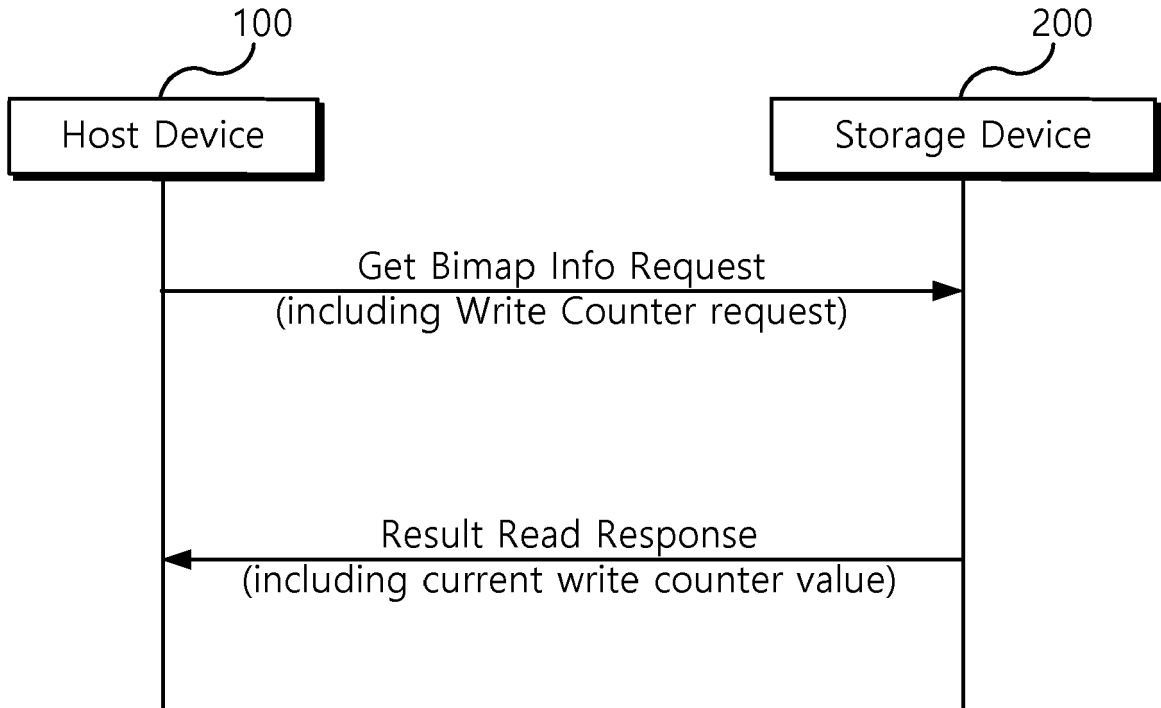 100
200
Host Device
Storage Device
Get Bimap Info Request
(including Write Counter request)
Result Read Response
(including current write counter value)